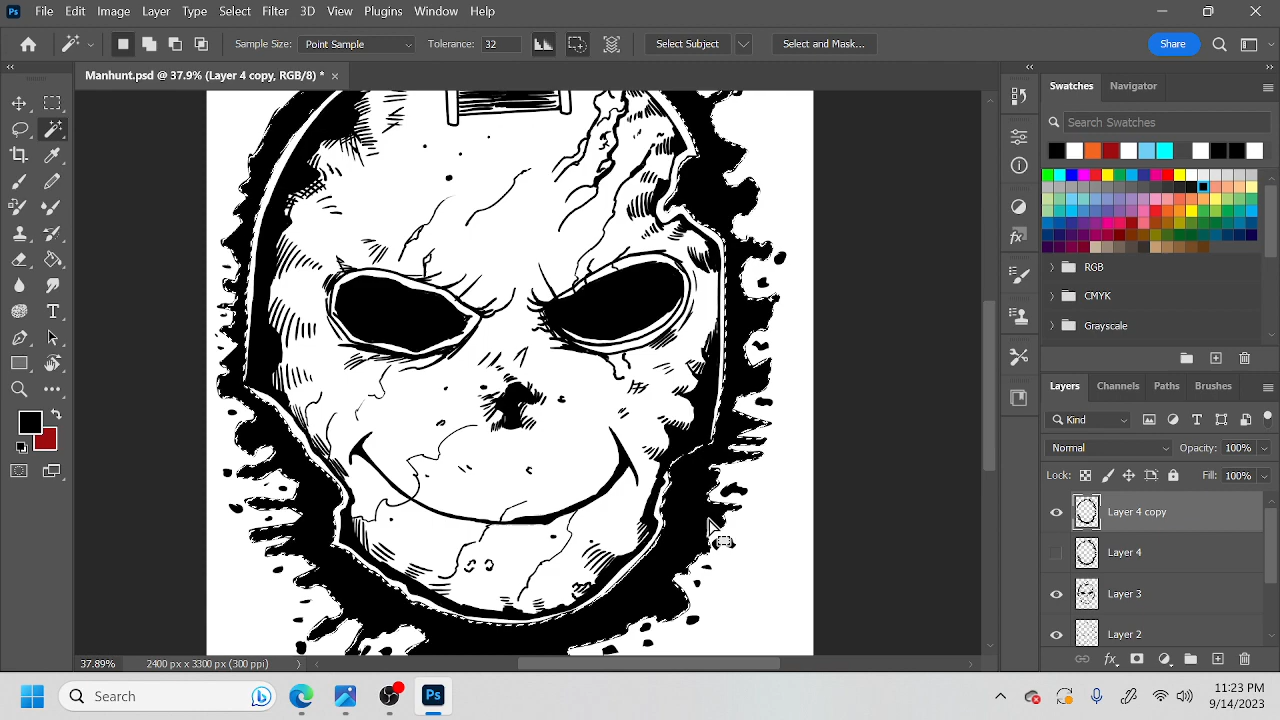 Ps File Edit Image Layer Type Select Filter 3D View Plugins Window Help
Sample Size: Point Sample Tolerance: 32 Select Subject Select and Mask... Share
Manhunt.psd @ 37.9% (Layer 4 copy, RGB/8) *
Swatches Navigator
Search Swatches
RGB
CMYK
Grayscale
Layers Channels Paths Brushes
Kind
Normal Opacity: 100%
Lock: Fill: 100%
Layer 4 copy
Layer 4
Layer 3
Layer 2
37.89% 2400 px x 3300 px (300 ppi)
Search Ps 11:23 PM
9/14/2023